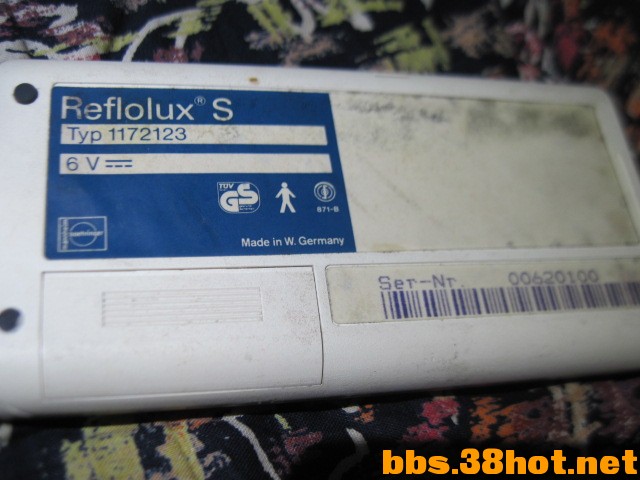 Reflolux® S
Typ 1172123
6 V
TÜV
GS
871-B
Made in W. Germany
Ser-Nr. 00620100
bbs.38hot.net